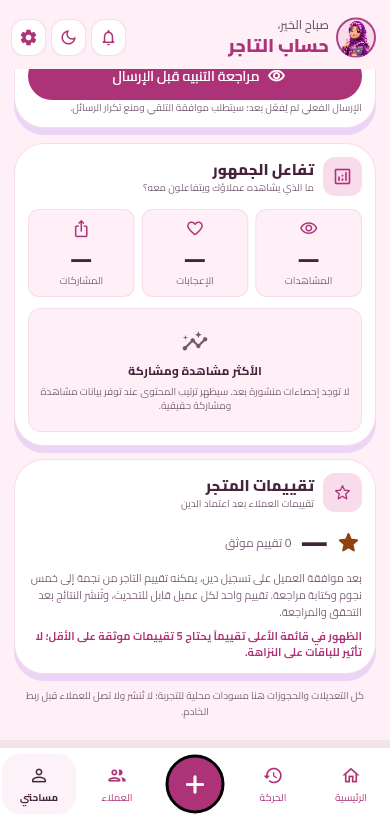 صباح الخير،
حساب التاجر
مراجعة التنبيه قبل الإرسال
الإرسال الفعلي لم يُفعّل بعد؛ سيتطلب موافقة التلقي ومنع تكرار الرسائل.
تفاعل الجمهور
ما الذي يشاهده عملاؤك ويتفاعلون معه؟
—
المشاهدات
—
الإعجابات
—
المشاركات
الأكثر مشاهدة ومشاركة
لا توجد إحصاءات منشورة بعد. سيظهر ترتيب المحتوى عند توفر بيانات مشاهدة
ومشاركة حقيقية.
تقييمات المتجر
تقييمات العملاء بعد اعتماد الدين
— 0 تقييم موثق
بعد موافقة العميل على تسجيل دين، يمكنه تقييم التاجر من نجمة إلى خمس
نجوم وكتابة مراجعة. تقييم واحد لكل عميل قابل للتحديث، وتُنشر النتائج بعد
التحقق والمراجعة.
الظهور في قائمة الأعلى تقييماً يحتاج 5 تقييمات موثقة على الأقل؛ لا
تأثير للباقات على النزاهة.
كل التعديلات والحجوزات هنا مسودات محلية للتجربة؛ لا تُنشر ولا تصل للعملاء قبل ربط
الخادم.
الرئيسية
الحركة
العملاء
مساحتي